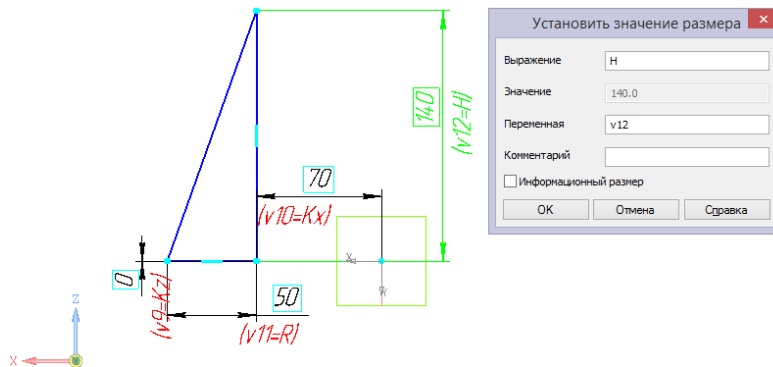 Установить значение размера
Выражение
H
Значение
140.0
Переменная
v12
Комментарий
Информационный размер
OK
Отмена
Справка
140
(v12=H)
70
(v10=Kx)
0
(v9=Kz)
50
(v11=R)
X
Y
Z
X